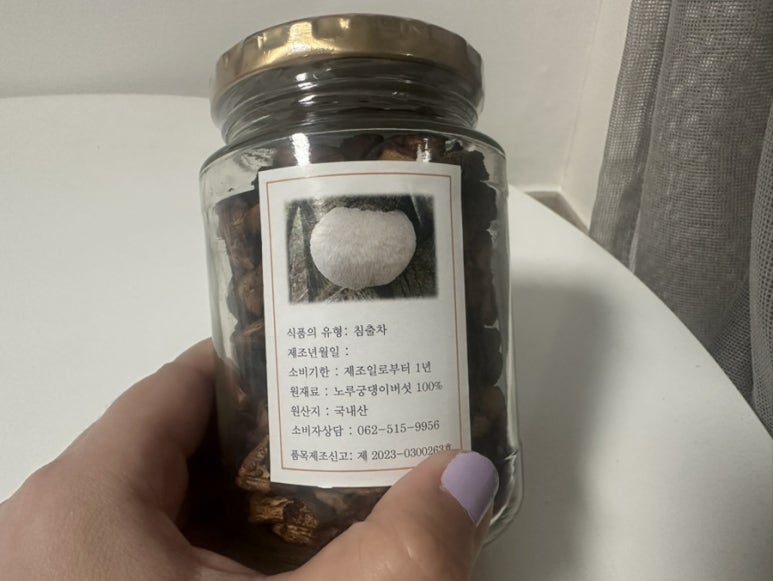 식품의 유형: 침출차
제조년월일 :
소비기한 : 제조일로부터 1년
원재료 : 노루궁뎅이버섯 100%
원산지 : 국내산
소비자상담 : 062-515-9956
품목제조신고: 제 2023-0300263호